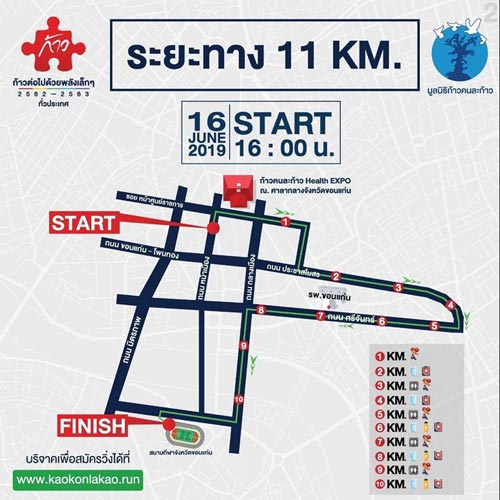 ก้าว
ก้าวต่อไปด้วยพลังเล็กๆ
2562 – 2563
ทั่วประเทศ
ระยะทาง 11 KM.
2
มูลนิธิก้าวคนละก้าว
16
JUNE
2019
START
16 : 00 น.
ก้าวคนละก้าว Health EXPO
ณ. ศาลากลางจังหวัดขอนแก่น
ซอย หน้าศูนย์ราชการ
START
1
ถนน ขอนแก่น - โพนทอง
ถนน หน้าเมือง
ถนน กลางเมือง
ถนน ประชาสโมสร
2
3
4
รพ.ขอนแก่น
ถนน มิตรภาพ
8
7
ถนน ศรีจันทร์
6
5
10
FINISH
สนามกีฬาจังหวัดขอนแก่น
1 KM.
2 KM.
3 KM.
4 KM.
5 KM.
6 KM.
7 KM.
8 KM.
9 KM.
10 KM.
บริจาคเพื่อสมัครวิ่งได้ที่
www.kaokonlakao.run